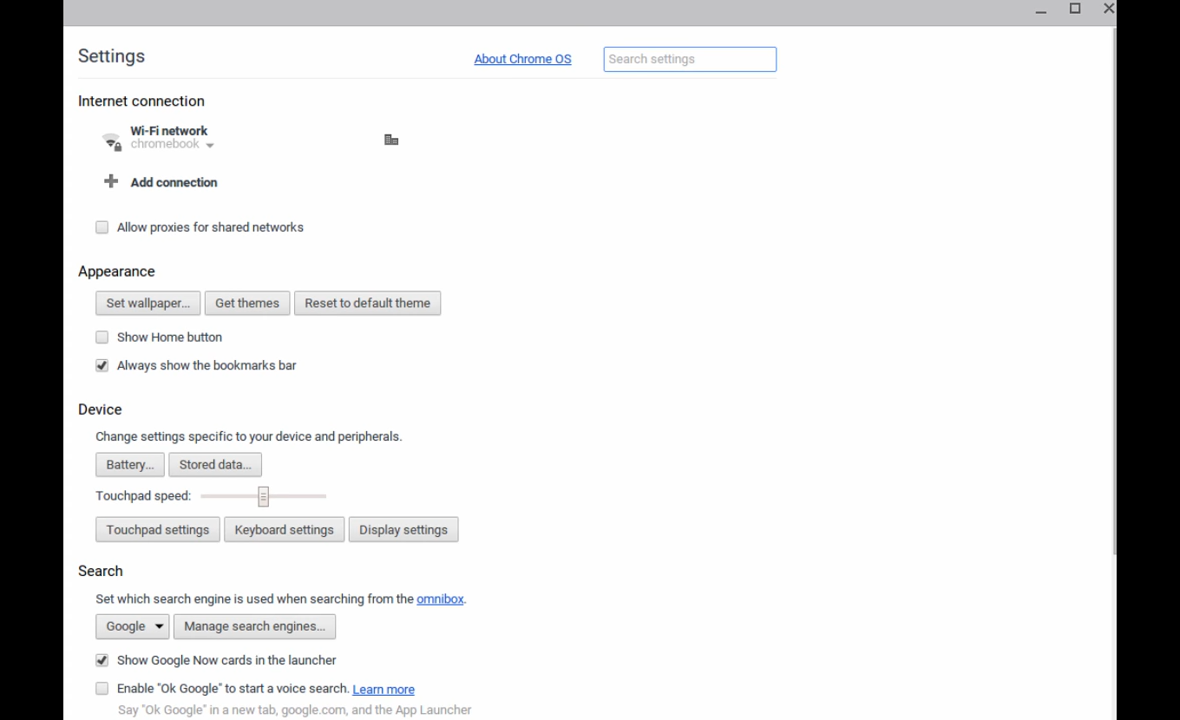 Settings
About Chrome OS
Search settings
Internet connection
Wi-Fi network
chromebook
Add connection
Allow proxies for shared networks
Appearance
Set wallpaper... Get themes Reset to default theme
Show Home button
Always show the bookmarks bar
Device
Change settings specific to your device and peripherals.
Battery... Stored data...
Touchpad speed:
Touchpad settings Keyboard settings Display settings
Search
Set which search engine is used when searching from the omnibox.
Google Manage search engines...
Show Google Now cards in the launcher
Enable "Ok Google" to start a voice search. Learn more
Say "Ok Google" in a new tab, google.com, and the App Launcher